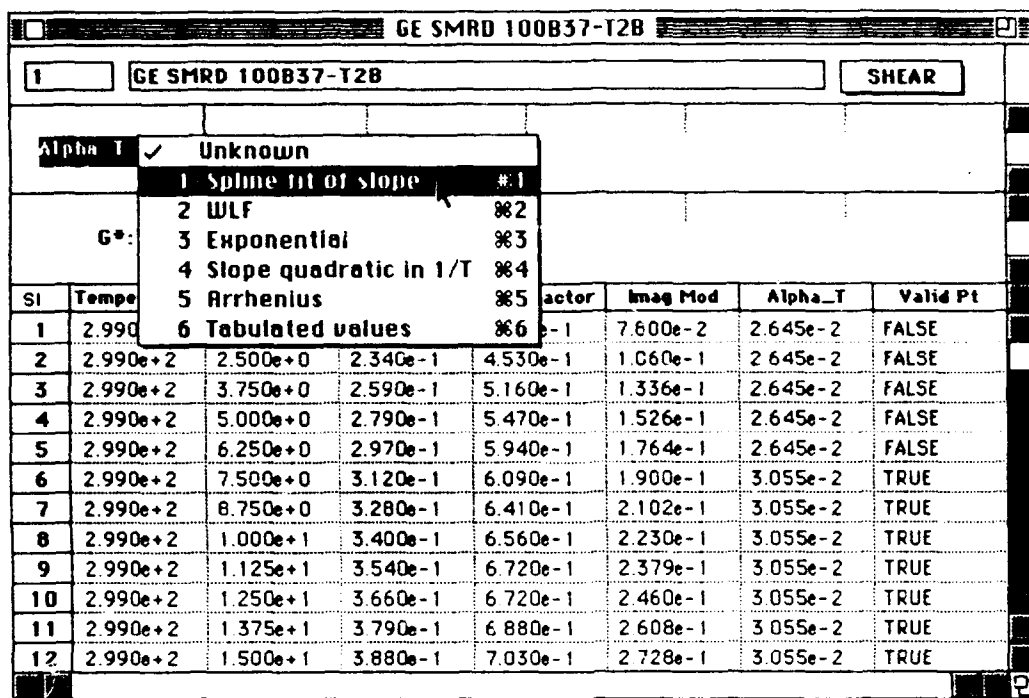 GE SMRD 100B37-T2B
1 GE SMRD 100B37-T2B SHEAR
Alpha T ✓ Unknown
1 Spline fit of slope ⌘1
2 WLF ⌘2
G*: 3 Exponential ⌘3
4 Slope quadratic in 1/T ⌘4
Sl Tempe 5 Arrhenius ⌘5 actor Imag Mod Alpha_T Valid Pt
1 2.990 6 Tabulated values ⌘6 e-1 7.600e-2 2.645e-2 FALSE
2 2.990e+2 2.500e+0 2.340e-1 4.530e-1 1.060e-1 2.645e-2 FALSE
3 2.990e+2 3.750e+0 2.590e-1 5.160e-1 1.336e-1 2.645e-2 FALSE
4 2.990e+2 5.000e+0 2.790e-1 5.470e-1 1.526e-1 2.645e-2 FALSE
5 2.990e+2 6.250e+0 2.970e-1 5.940e-1 1.764e-1 2.645e-2 FALSE
6 2.990e+2 7.500e+0 3.120e-1 6.090e-1 1.900e-1 3.055e-2 TRUE
7 2.990e+2 8.750e+0 3.280e-1 6.410e-1 2.102e-1 3.055e-2 TRUE
8 2.990e+2 1.000e+1 3.400e-1 6.560e-1 2.230e-1 3.055e-2 TRUE
9 2.990e+2 1.125e+1 3.540e-1 6.720e-1 2.379e-1 3.055e-2 TRUE
10 2.990e+2 1.250e+1 3.660e-1 6.720e-1 2.460e-1 3.055e-2 TRUE
11 2.990e+2 1.375e+1 3.790e-1 6.880e-1 2.608e-1 3.055e-2 TRUE
12 2.990e+2 1.500e+1 3.880e-1 7.030e-1 2.728e-1 3.055e-2 TRUE